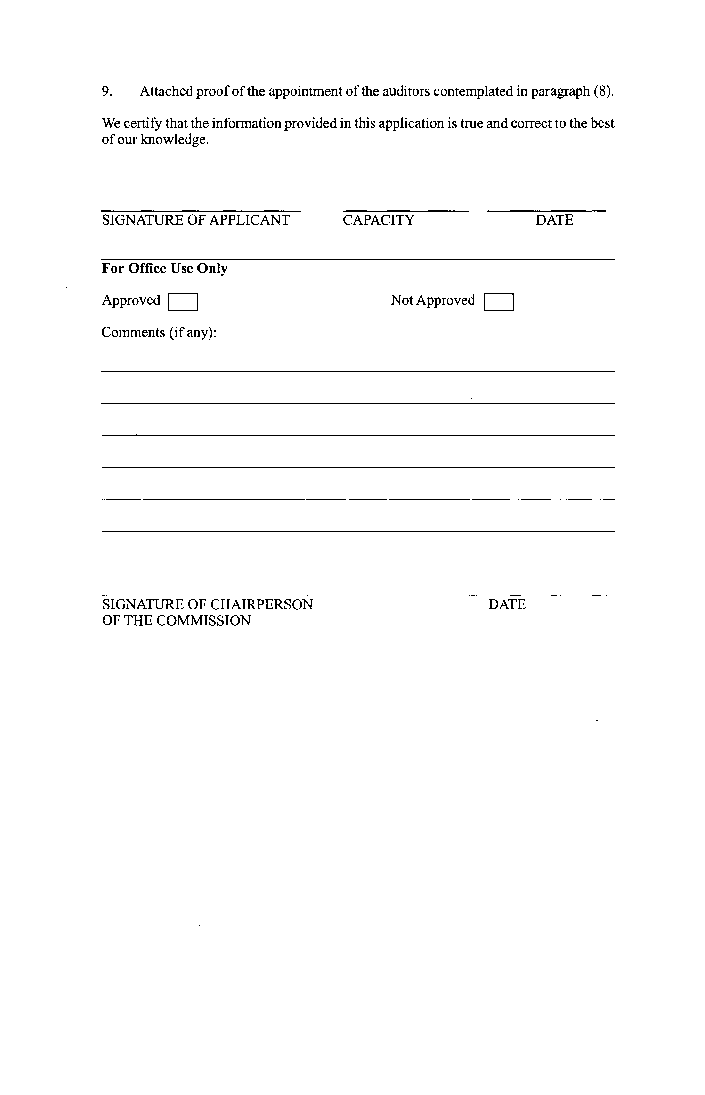 9. Attached proof of the appointment of the auditors contemplated in paragraph (8).
We certify that the information provided in this application is true and correct to the best
of our knowledge.
SIGNATURE OF APPLICANT CAPACITY DATE
For Office Use Only
Approved Not Approved
Comments (if any):
SIGNATURE OF CHAIRPERSON DATE
OF THE COMMISSION